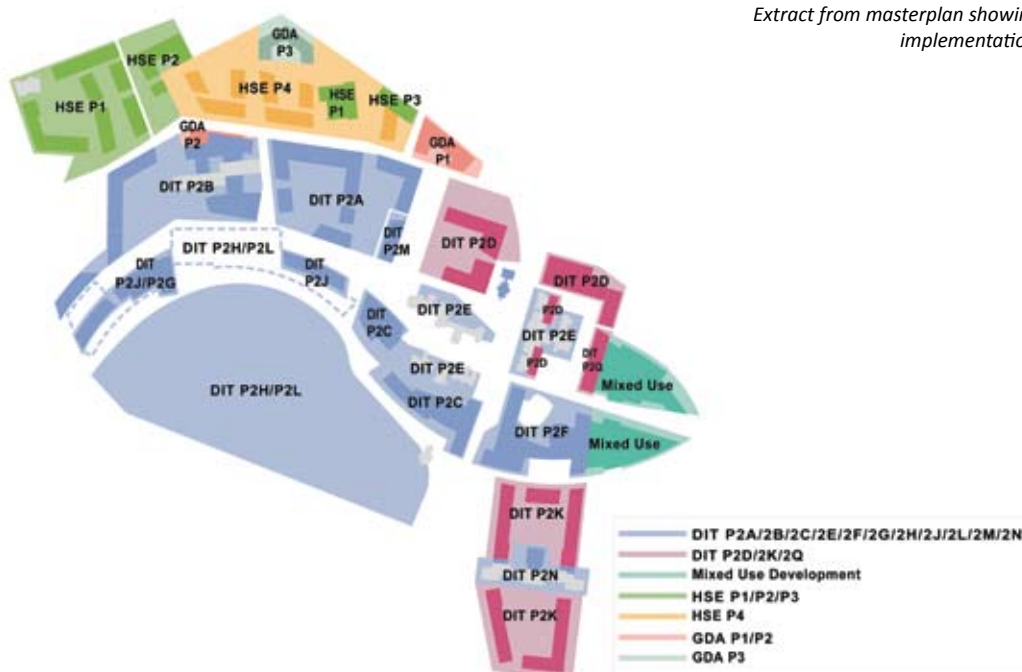 Extract from masterplan showin
implementatio
GDA
P3
HSE P2
HSE P1
HSE P4
HSE
P1
HSE P3
GDA
P2
GDA
P1
DIT P2B
DIT P2A
DIT
P2M
DIT P2D
DIT P2H/P2L
DIT
P2J/P2G
DIT
P2J
DIT P2D
DIT P2E
P2D
DIT
P2C
DIT P2E
P2D
DIT
P2Q
Mixed Use
DIT P2E
DIT P2H/P2L
DIT P2C
DIT P2F
Mixed Use
DIT P2K
DIT P2N
DIT P2K
DIT P2A/2B/2C/2E/2F/2G/2H/2J/2L/2M/2N
DIT P2D/2K/2Q
Mixed Use Development
HSE P1/P2/P3
HSE P4
GDA P1/P2
GDA P3